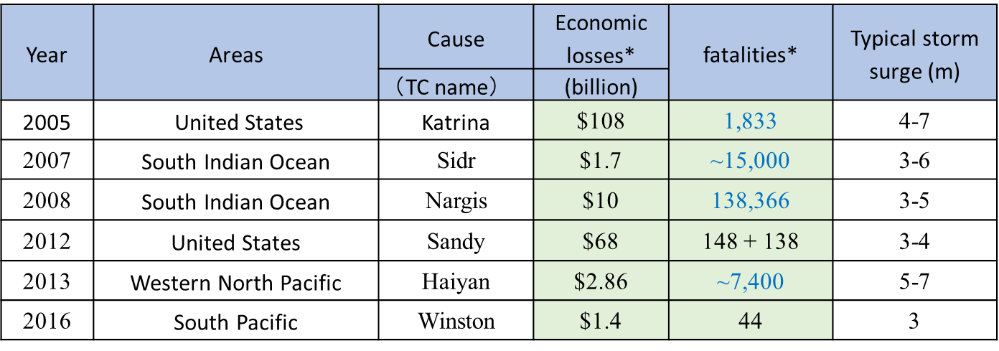 Year Areas Cause Economic losses* fatalities* Typical storm surge (m)
（TC name） (billion)
2005 United States Katrina $108 1,833 4-7
2007 South Indian Ocean Sidr $1.7 ~15,000 3-6
2008 South Indian Ocean Nargis $10 138,366 3-5
2012 United States Sandy $68 148 + 138 3-4
2013 Western North Pacific Haiyan $2.86 ~7,400 5-7
2016 South Pacific Winston $1.4 44 3